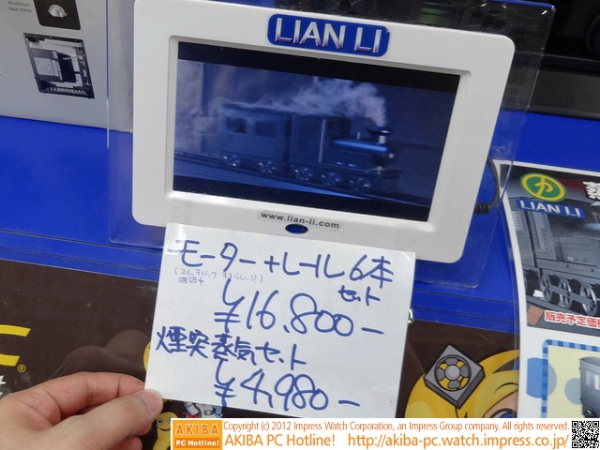 LIAN LI
www.lian-li.com
モーター+レール6本
セット
¥16.800-
煙突蒸気セット
¥4,980-
蒸
LIAN LI
販売予定価格
AKIBA
PC Hotline!
Copyright (c) 2012 Impress Watch Corporation, an Impress Group company. All rights reserved.
AKIBA PC Hotline! http://akiba-pc.watch.impress.co.jp/